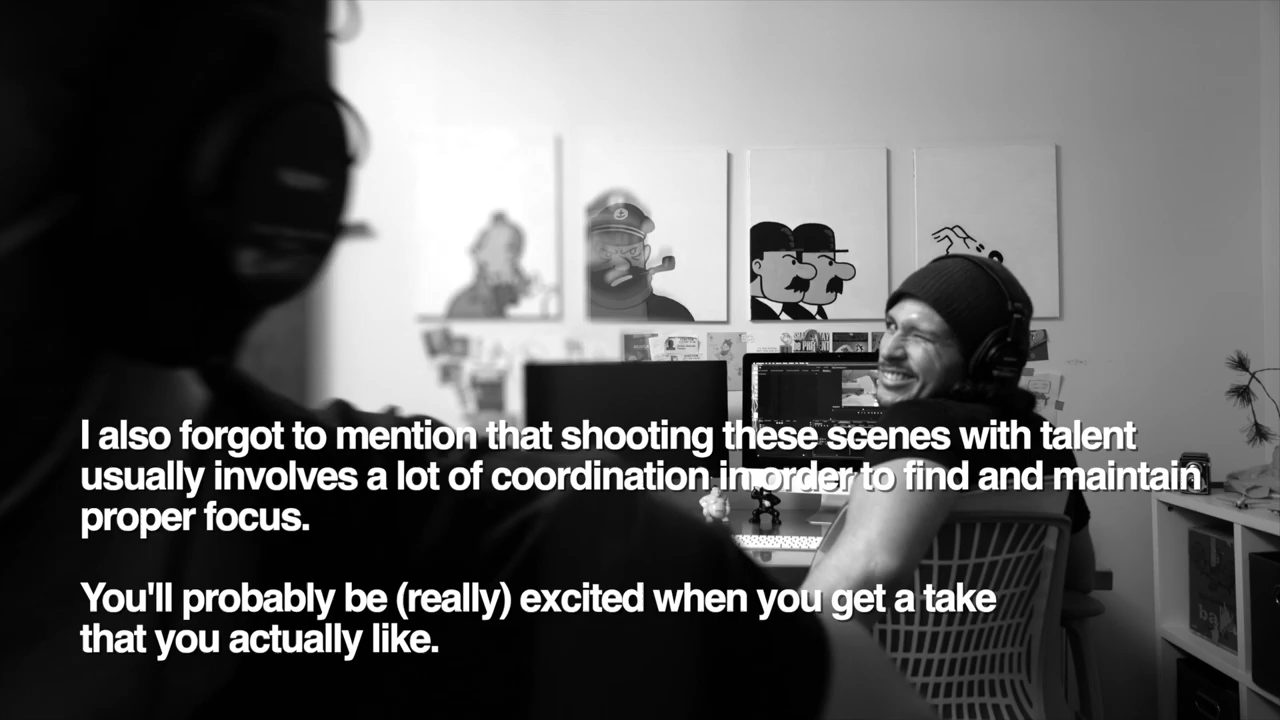 I also forgot to mention that shooting these scenes with talent
usually involves a lot of coordination in order to find and maintain
proper focus.
You'll probably be (really) excited when you get a take
that you actually like.